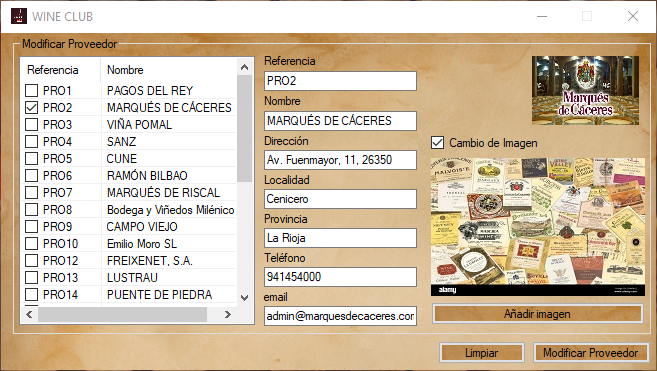 WINE CLUB
Modificar Proveedor
Referencia Nombre
PRO1 PAGOS DEL REY
PRO2 MARQUÉS DE CÁCERES
PRO3 VIÑA POMAL
PRO4 SANZ
PRO5 CUNE
PRO6 RAMÓN BILBAO
PRO7 MARQUÉS DE RISCAL
PRO8 Bodega y Viñedos Milénico
PRO9 CAMPO VIEJO
PRO10 Emilio Moro SL
PRO12 FREIXENET, S.A.
PRO13 LUSTRAU
PRO14 PUENTE DE PIEDRA
Referencia
PRO2
Nombre
MARQUÉS DE CÁCERES
Dirección
Av. Fuenmayor, 11, 26350
Localidad
Cenicero
Provincia
La Rioja
Teléfono
941454000
email
admin@marquesdecaceres.cor
Marqués
de Cáceres
Cambio de Imagen
alamy
Añadir imagen
Limpiar
Modificar Proveedor